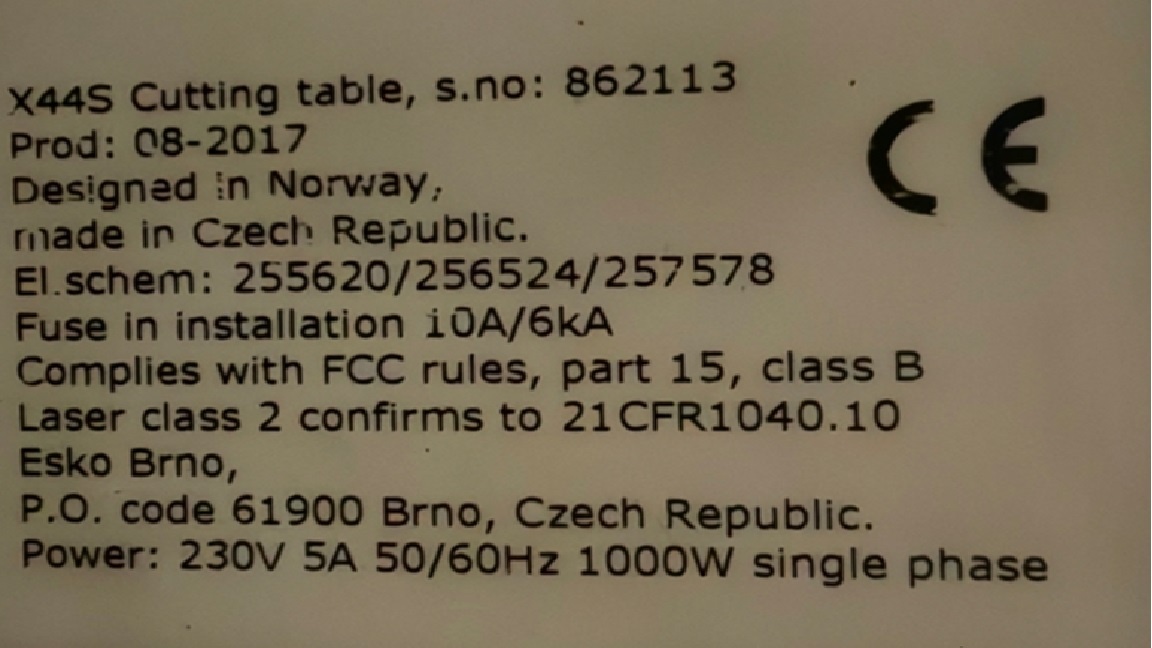 X44S Cutting table, s.no: 862113
Prod: 08-2017
Designed in Norway,
made in Czech Republic.
El.schem: 255620/256524/257578
Fuse in installation 10A/6kA
Complies with FCC rules, part 15, class B
Laser class 2 confirms to 21CFR1040.10
Esko Brno,
P.O. code 61900 Brno, Czech Republic.
Power: 230V 5A 50/60Hz 1000W single phase
CE